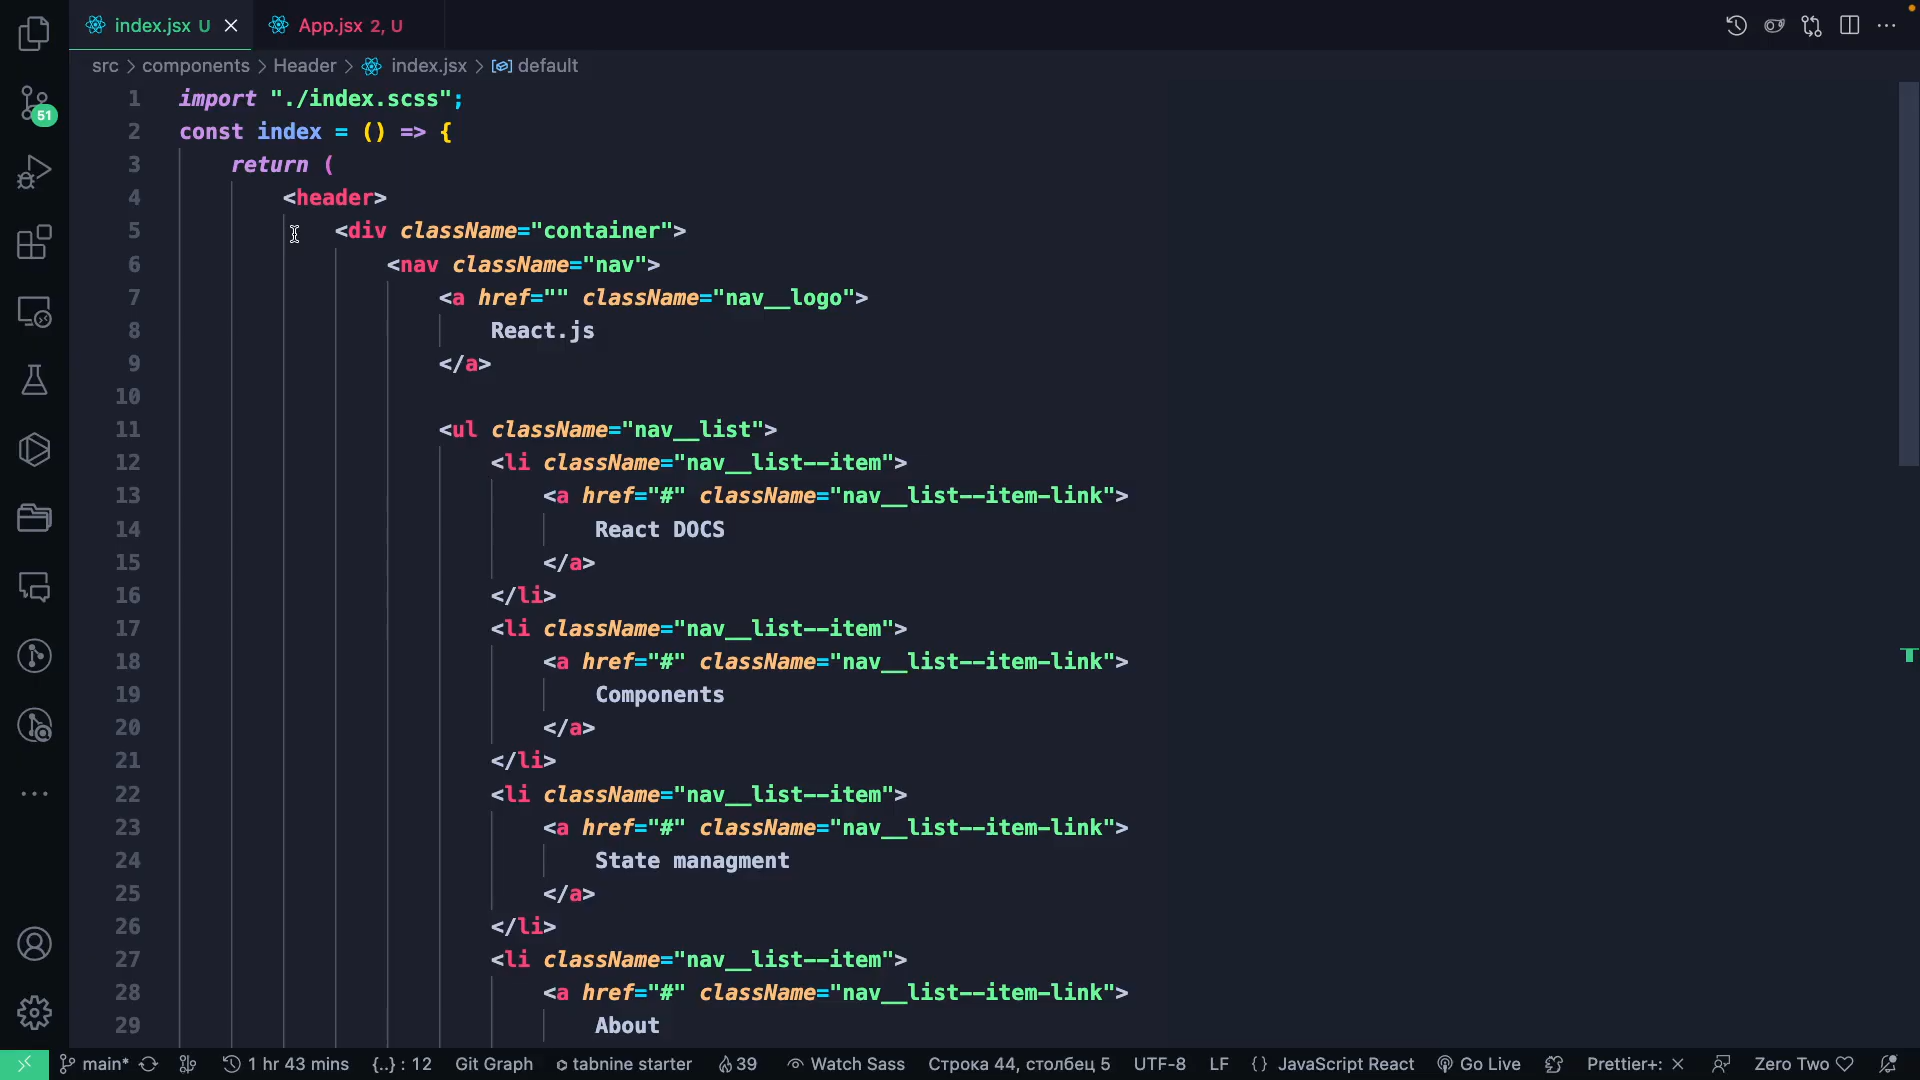 index.jsx U App.jsx 2, U
src > components > Header > index.jsx > default
1 import "./index.scss";
2 const index = () => {
51
3 return (
4 <header>
5 <div className="container">
6 <nav className="nav">
7 <a href="" className="nav__logo">
8 React.js
9 </a>
10
11 <ul className="nav__list">
12 <li className="nav__list--item">
13 <a href="#" className="nav__list--item-link">
14 React DOCS
15 </a>
16 </li>
17 <li className="nav__list--item">
18 <a href="#" className="nav__list--item-link">
19 Components
20 </a>
21 </li>
22 <li className="nav__list--item">
23 <a href="#" className="nav__list--item-link">
24 State managment
25 </a>
26 </li>
27 <li className="nav__list--item">
28 <a href="#" className="nav__list--item-link">
29 About
main* 1 hr 43 mins {..} : 12 Git Graph tabnine starter 39 Watch Sass Строка 44, столбец 5 UTF-8 LF {} JavaScript React Go Live Prettier+: × Zero Two